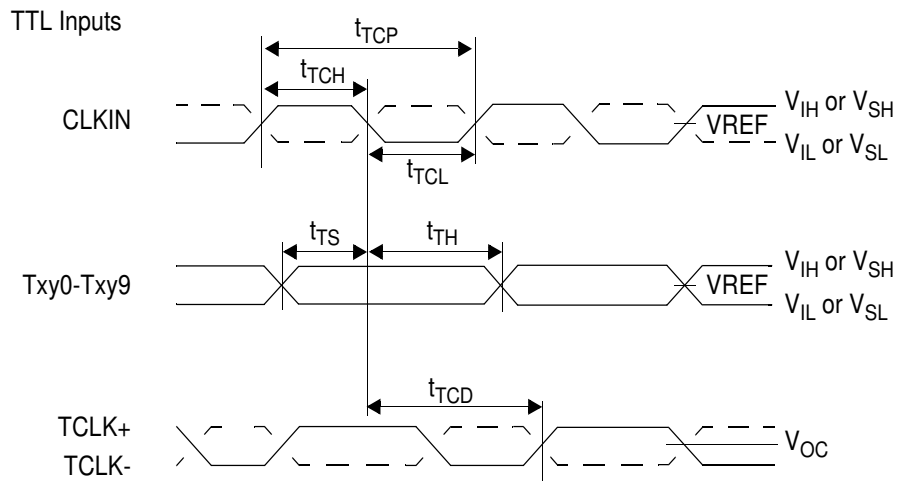 TTL Inputs
tTCP
tTCH
CLKIN
VIH or VSH
VREF
VIL or VSL
tTCL
tTS
tTH
Txy0-Txy9
VIH or VSH
VREF
VIL or VSL
tTCD
TCLK+
VOC
TCLK-